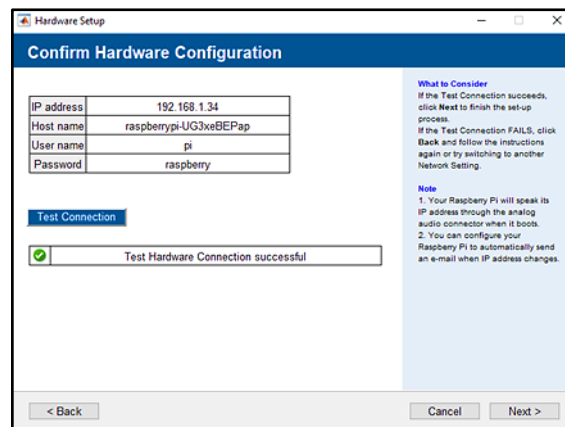 Hardware Setup
Confirm Hardware Configuration
IP address 192.168.1.34
Host name raspberrypi-UG3xeBEPap
User name pi
Password raspberry
Test Connection
Test Hardware Connection successful
What to Consider
If the Test Connection succeeds,
click Next to finish the set-up
process.
If the Test Connection FAILS, click
Back and follow the instructions
again or try switching to another
Network Setting.
Note
1. Your Raspberry Pi will speak its
IP address through the analog
audio connector when it boots.
2. You can configure your
Raspberry Pi to automatically send
an e-mail when IP address changes.
< Back
Cancel
Next >